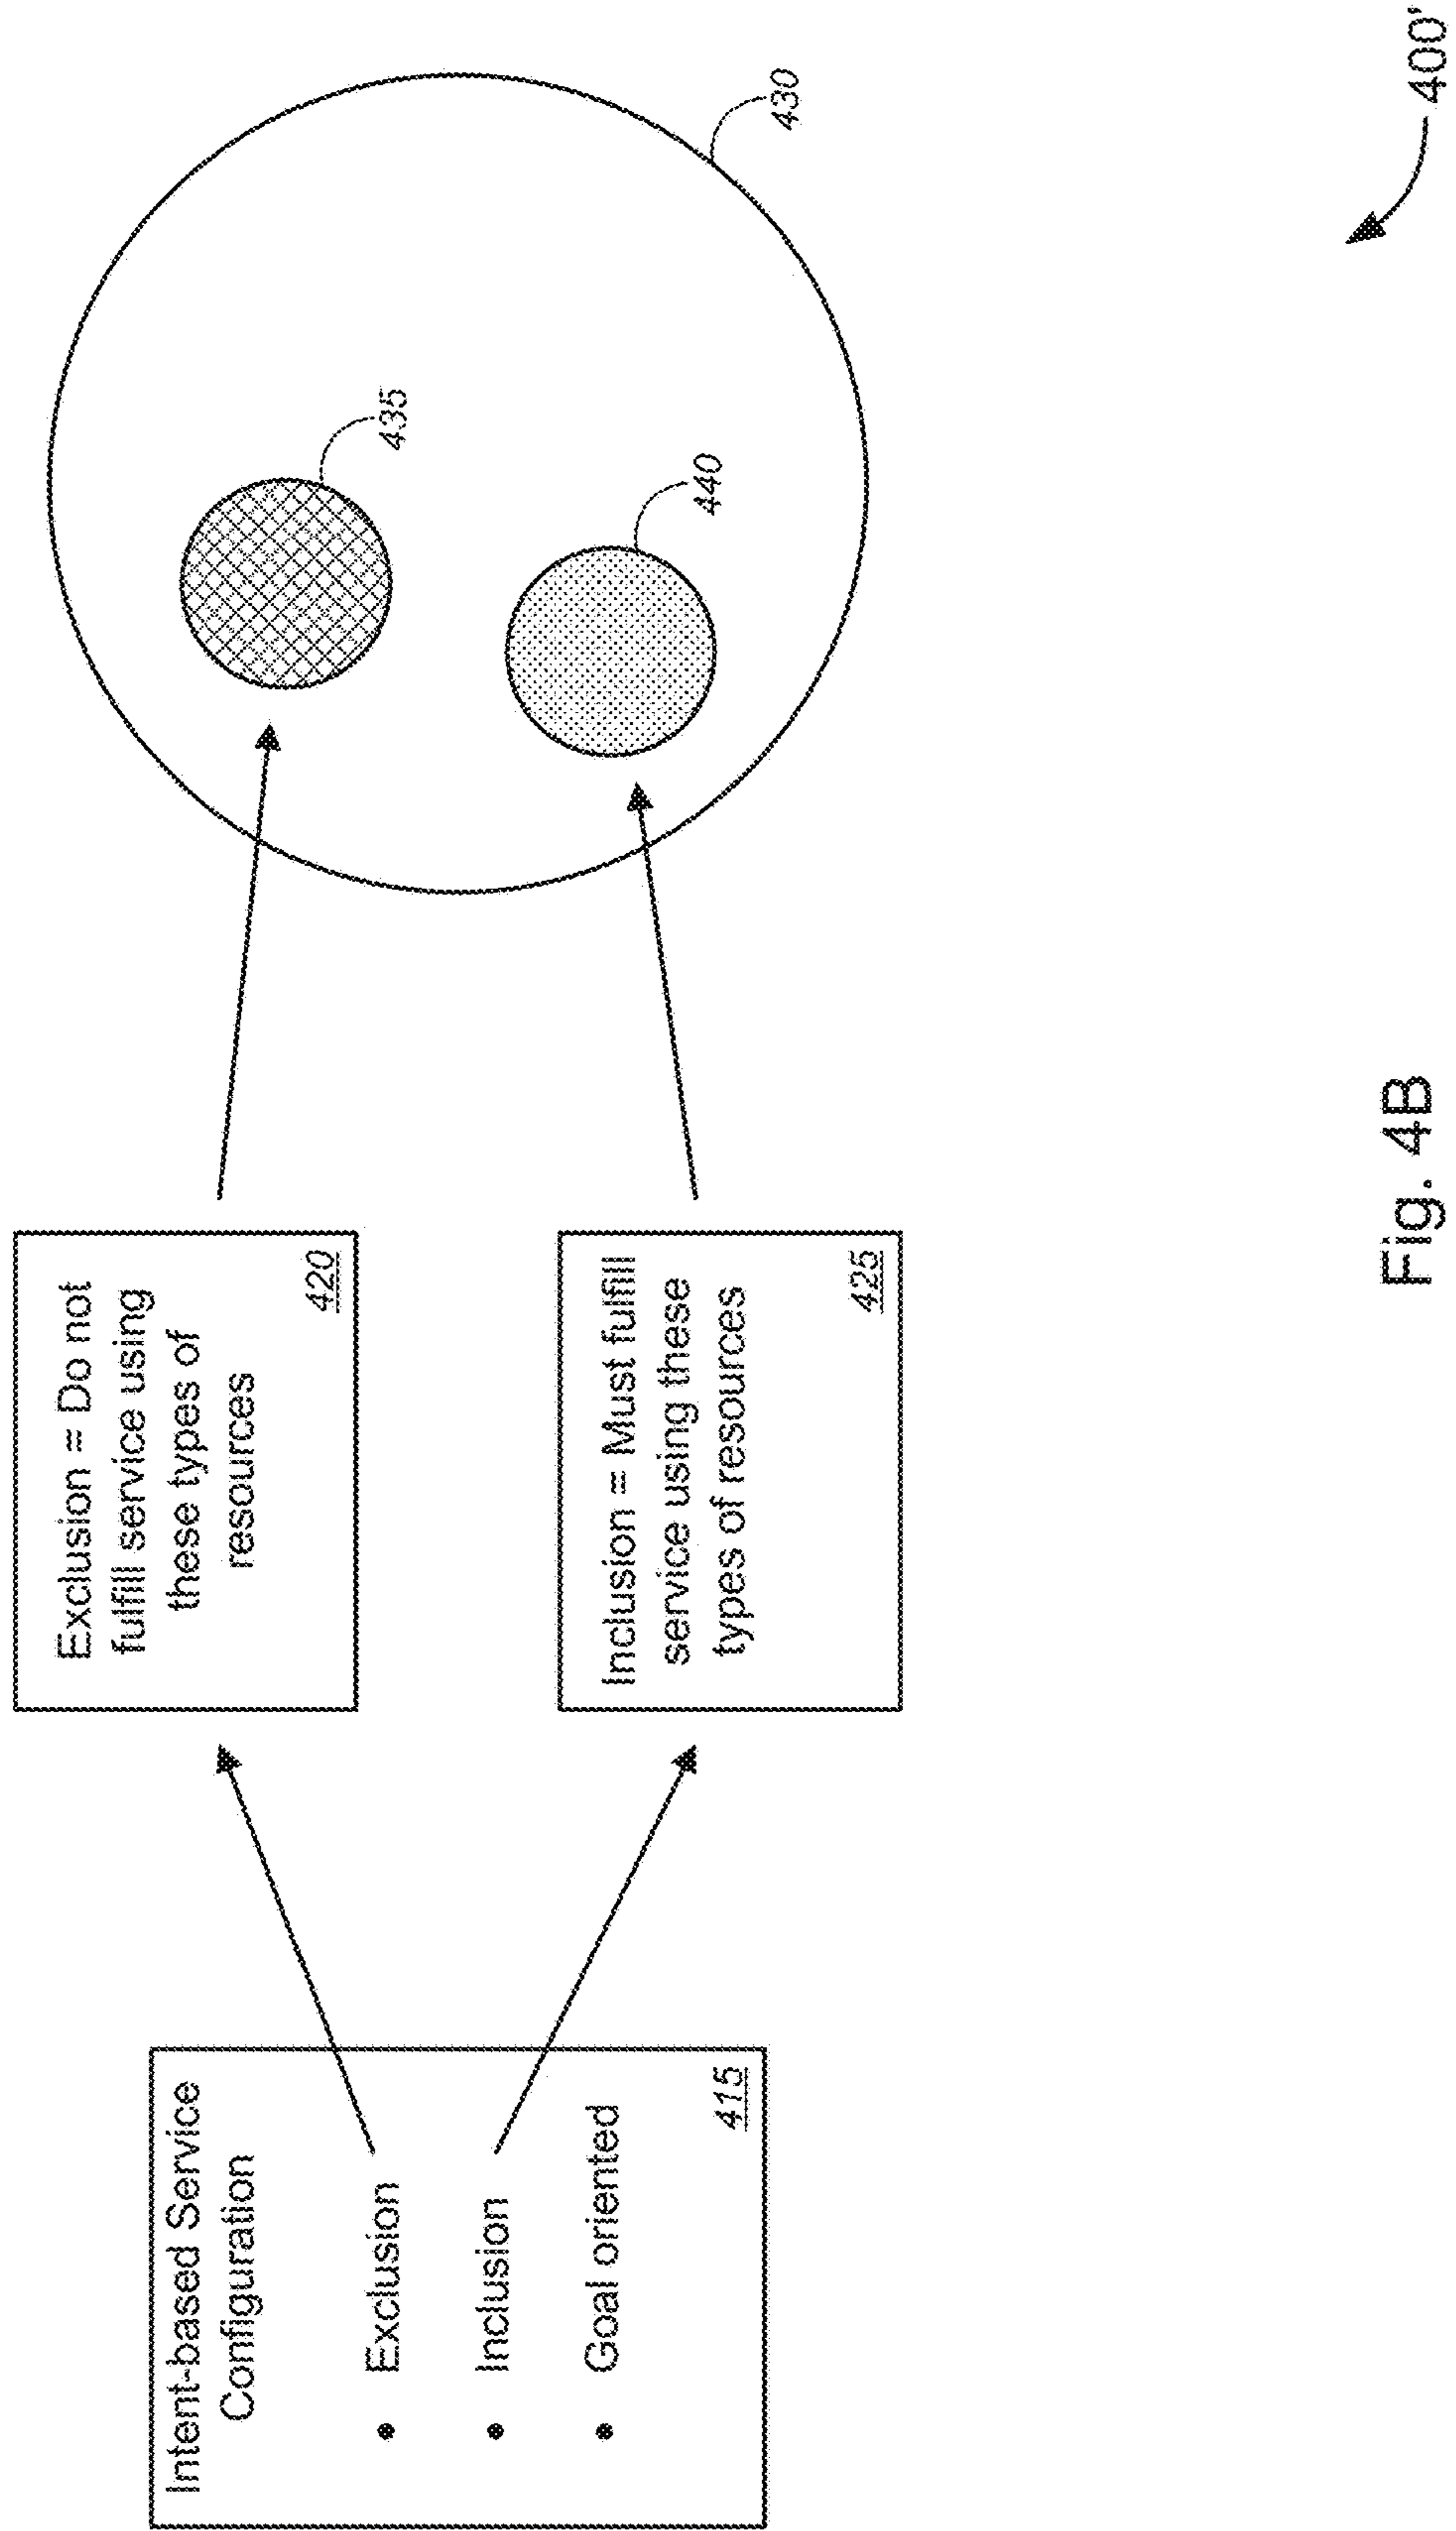 Intent-based Service
Configuration
• Exclusion
• Inclusion
• Goal oriented
415
Exclusion = Do not
fulfill service using
these types of
resources
420
Inclusion = Must fulfill
service using these
types of resources
425
435
440
430
400'
Fig. 4B